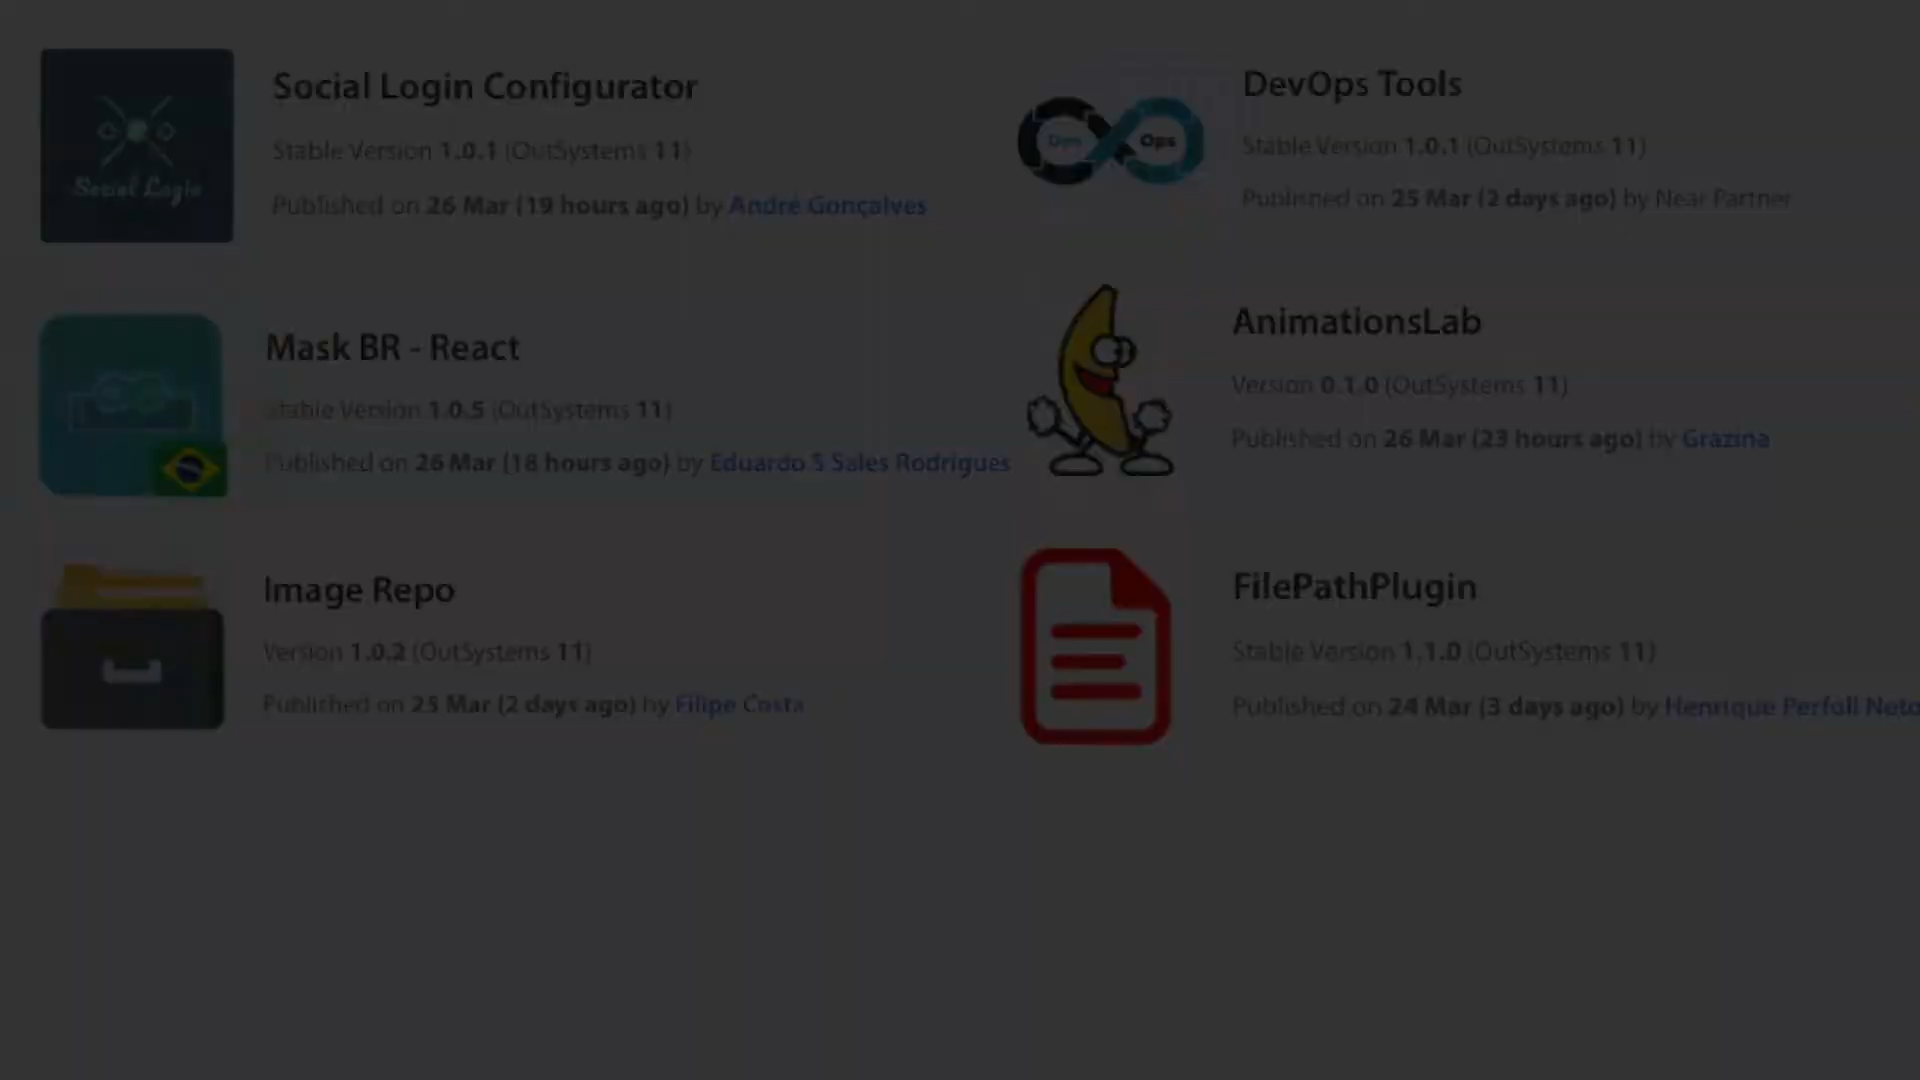 Social Login
Social Login Configurator
Stable Version 1.0.1 (OutSystems 11)
Published on 26 Mar (19 hours ago) by André Gonçalves
Mask BR - React
Stable Version 1.0.5 (OutSystems 11)
Published on 26 Mar (18 hours ago) by Eduardo S Sales Rodrigues
Image Repo
Version 1.0.2 (OutSystems 11)
Published on 25 Mar (2 days ago) by Filipe Costa
Dev Ops
DevOps Tools
Stable Version 1.0.1 (OutSystems 11)
Published on 25 Mar (2 days ago) by Near Partner
AnimationsLab
Version 0.1.0 (OutSystems 11)
Published on 26 Mar (23 hours ago) by Grazina
FilePathPlugin
Stable Version 1.1.0 (OutSystems 11)
Published on 24 Mar (3 days ago) by Henrique Perfoll Neto